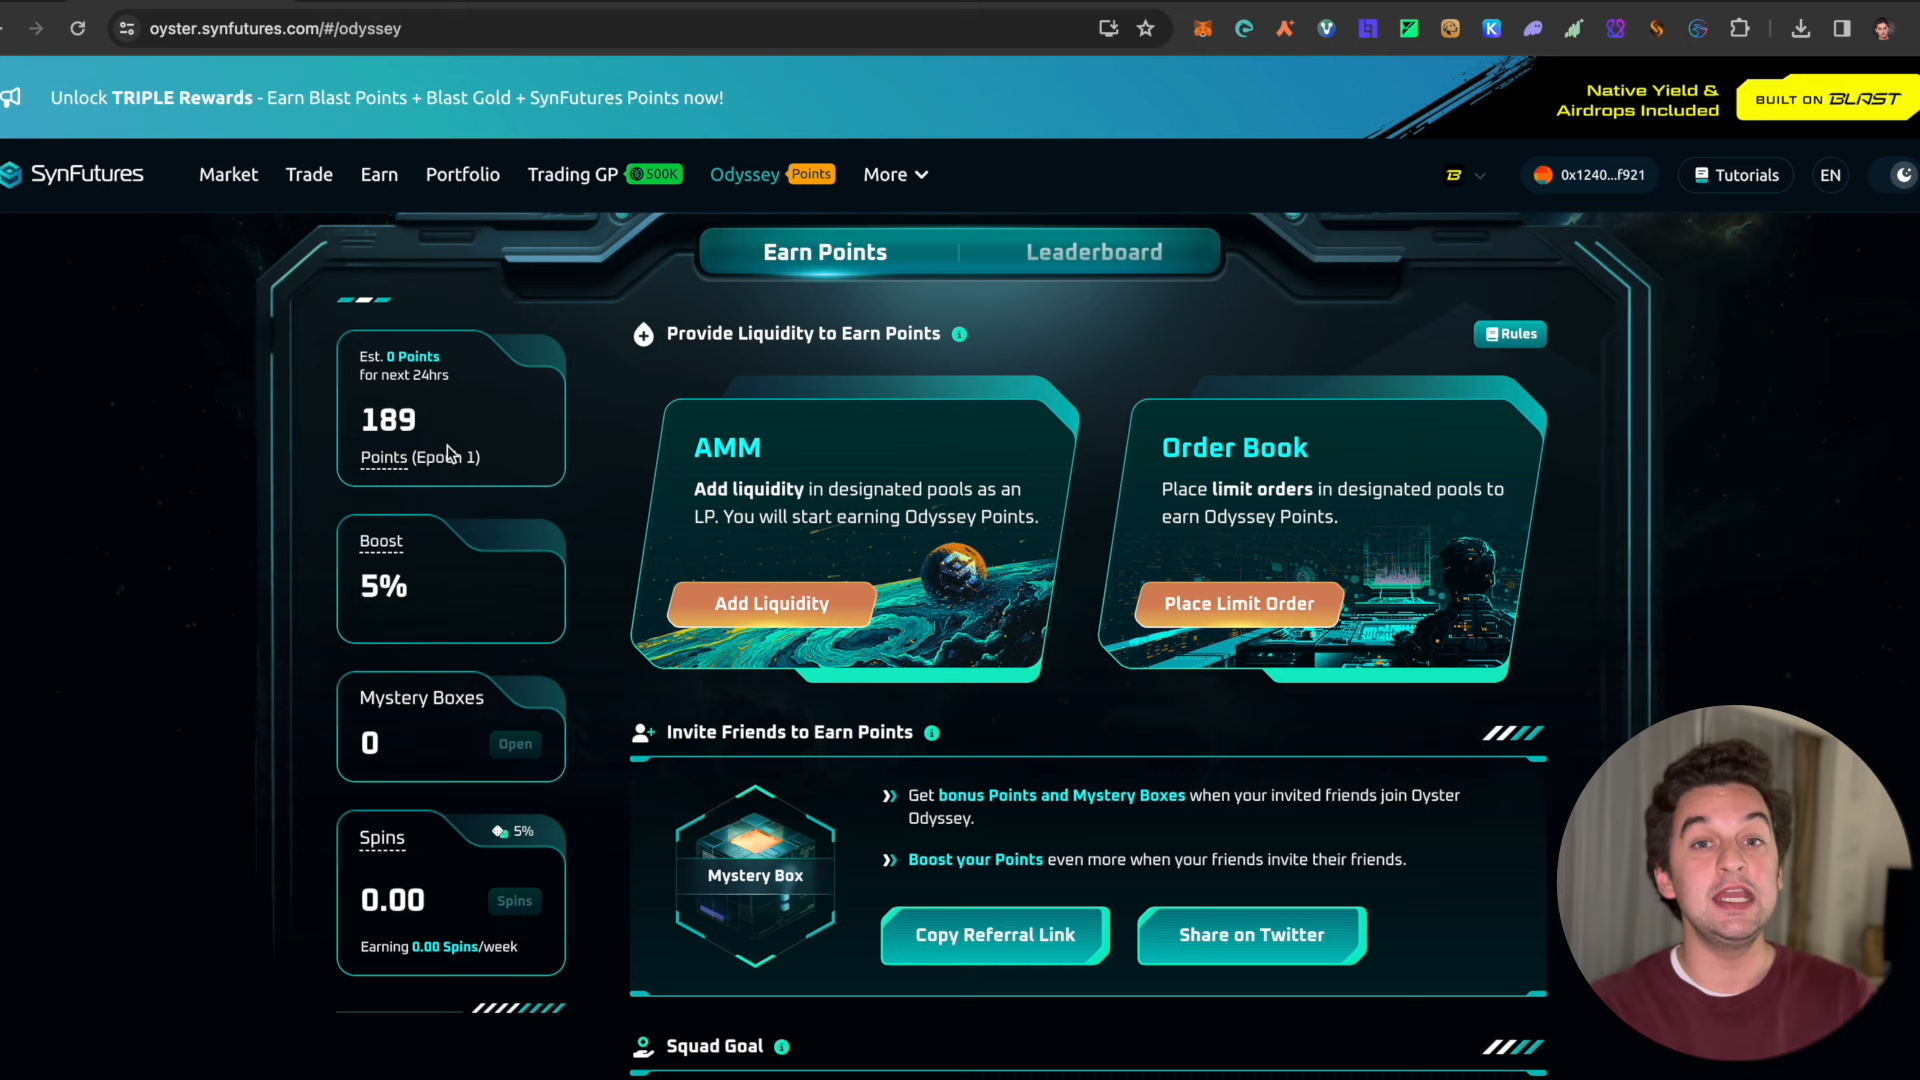 oyster.synfutures.com/#/odyssey
Unlock TRIPLE Rewards - Earn Blast Points + Blast Gold + SynFutures Points now!
Native Yield &
Airdrops Included
BUILT ON BLAST
SynFutures
Market
Trade
Earn
Portfolio
Trading GP
500K
Odyssey
Points
More
0x1240...f921
Tutorials
EN
Earn Points
Leaderboard
Est. 0 Points
for next 24hrs
189
Points (Epoch 1)
Boost
5%
Mystery Boxes
0
Open
Spins
5%
0.00
Spins
Earning 0.00 Spins/week
Provide Liquidity to Earn Points
Rules
AMM
Add liquidity in designated pools as an
LP. You will start earning Odyssey Points.
Add Liquidity
Order Book
Place limit orders in designated pools to
earn Odyssey Points.
Place Limit Order
Invite Friends to Earn Points
Mystery Box
Get bonus Points and Mystery Boxes when your invited friends join Oyster
Odyssey.
Boost your Points even more when your friends invite their friends.
Copy Referral Link
Share on Twitter
Squad Goal